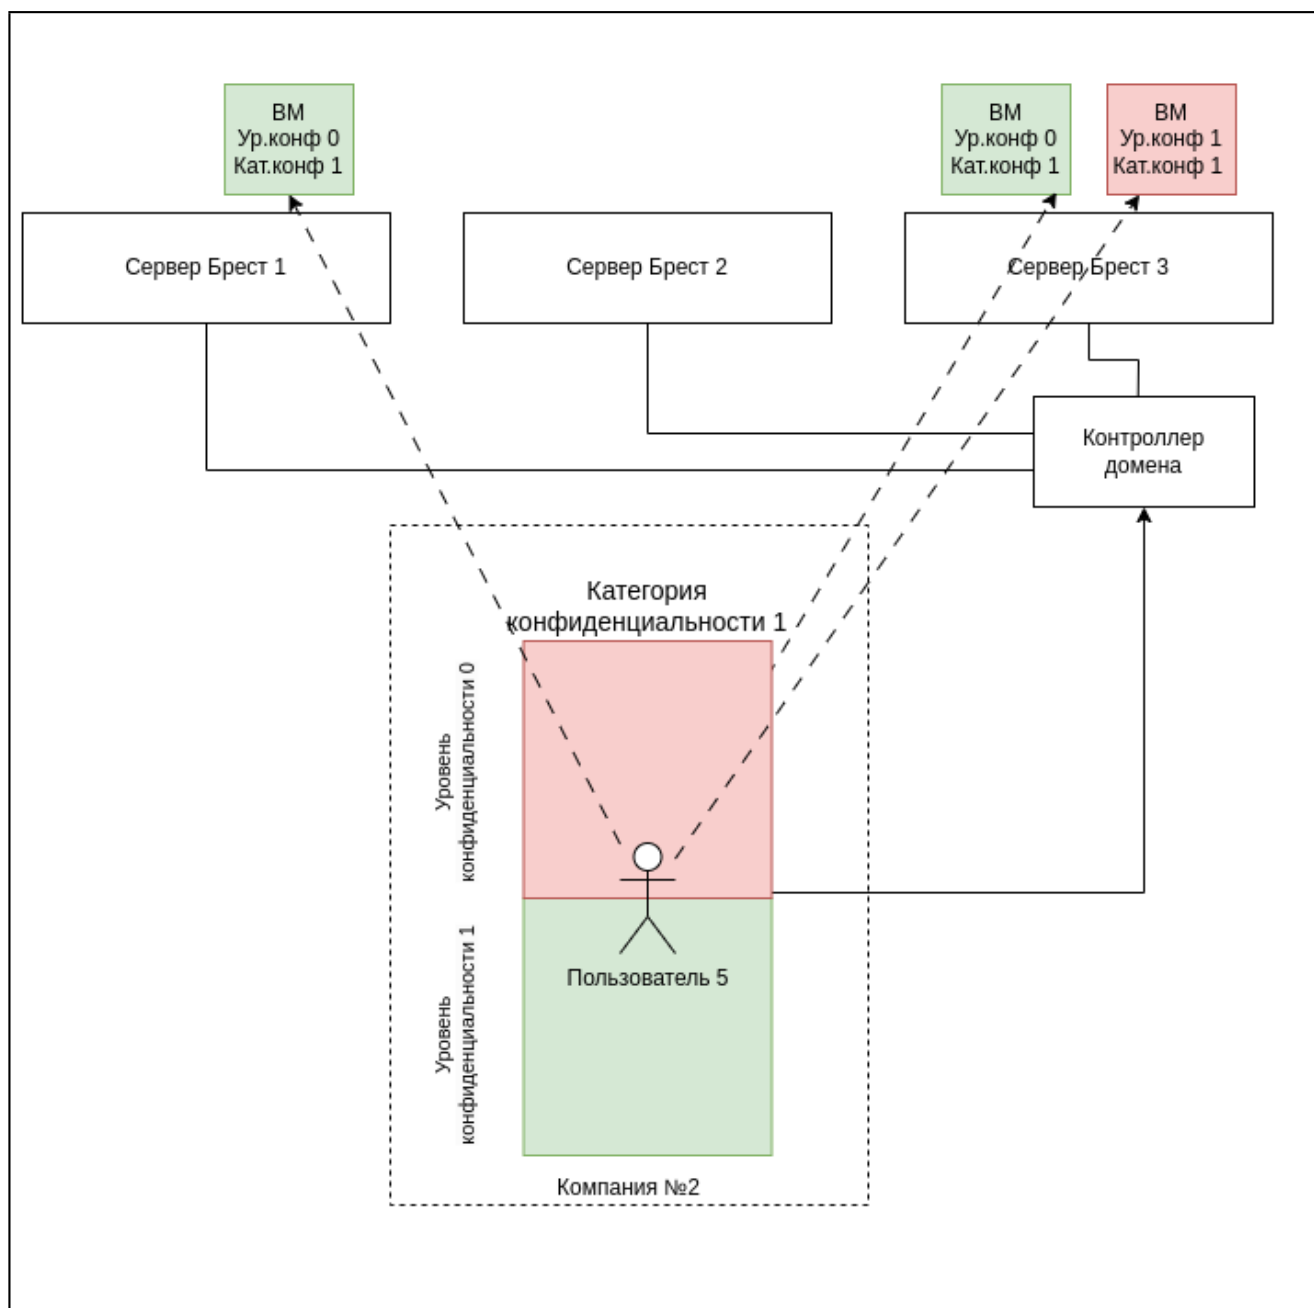 ВМ
Ур.конф 0
Кат.конф 1
ВМ
Ур.конф 0
Кат.конф 1
ВМ
Ур.конф 1
Кат.конф 1
Сервер Брест 1
Сервер Брест 2
Сервер Брест 3
Контроллер
домена
Категория
конфиденциальности 1
Уровень
конфиденциальности 0
Уровень
конфиденциальности 1
Пользователь 5
Компания №2